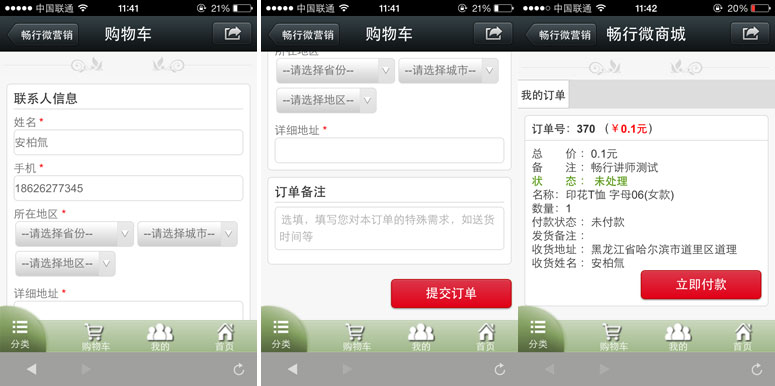 中国联通
11:41
21%
畅行微营销
购物车
联系人信息
姓名 *
安柏氚
手机 *
18626277345
所在地区 *
--请选择省份--
--请选择城市--
--请选择地区--
详细地址 *
分类
购物车
我的
首页
中国联通
11:41
21%
畅行微营销
购物车
所在地区
--请选择省份--
--请选择城市--
--请选择地区--
详细地址 *
订单备注
选填，填写您对本订单的特殊需求，如送货
时间等
提交订单
分类
购物车
我的
首页
中国联通
11:42
20%
畅行微营销
畅行微商城
我的订单
订单号：370 （￥0.1元）
总 价 ：0.1元
备 注 ：畅行讲师测试
状 态 ：未处理
名称：印花T恤 字母06(女款)
数量：1
付款状态 ：未付款
发货备注 ：
收货地址 ：黑龙江省哈尔滨市道里区道理
收货姓名 ：安柏氚
立即付款
分类
购物车
我的
首页